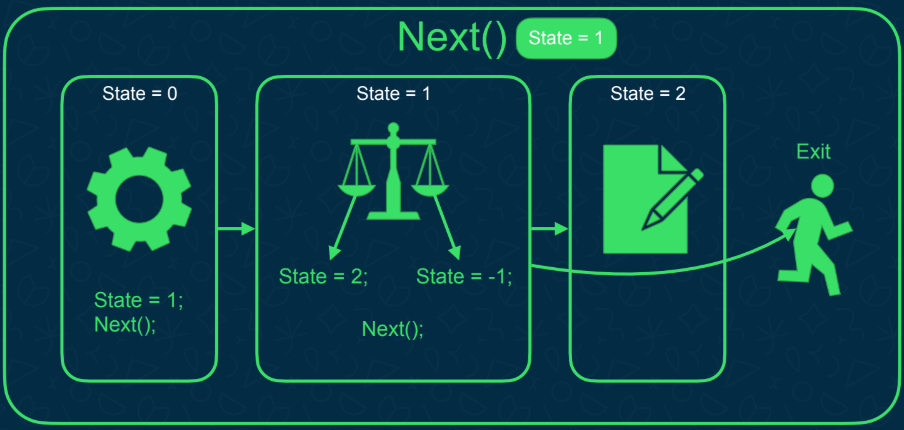 Next()
State = 1
State = 0
State = 1
State = 2
Exit
State = 2;
State = -1;
State = 1;
Next();
Next();